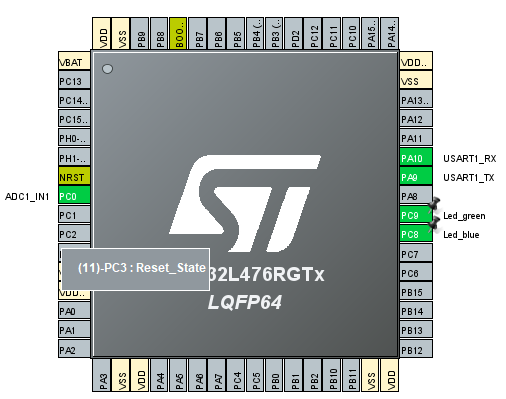 VDD
VSS
PB9
PB8
BOO..
PB7
PB6
PB5
PB4 (..
PB3 (..
PD2
PC12
PC11
PC10
PA15..
PA14..
VBAT
PC13
PC14..
PC15..
PH0-..
PH1-..
NRST
ADC1_IN1 PC0
PC1
PC2
(11)-PC3 : Reset_State
VDD..
PA0
PA1
PA2
VDD..
VSS
PA13..
PA12
PA11
PA10 USART1_RX
PA9 USART1_TX
PA8
PC9 Led_green
PC8 Led_blue
PC7
PC6
PB15
PB14
PB13
PB12
ST
32L476RGTx
LQFP64
PA3
VSS
VDD
PA4
PA5
PA6
PA7
PC4
PC5
PB0
PB1
PB2
PB10
PB11
VSS
VDD